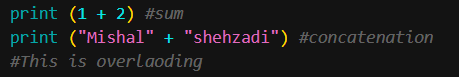 print (1 + 2) #sum
print ("Mishal" + "shehzadi") #concatenation
#This is overlaoding